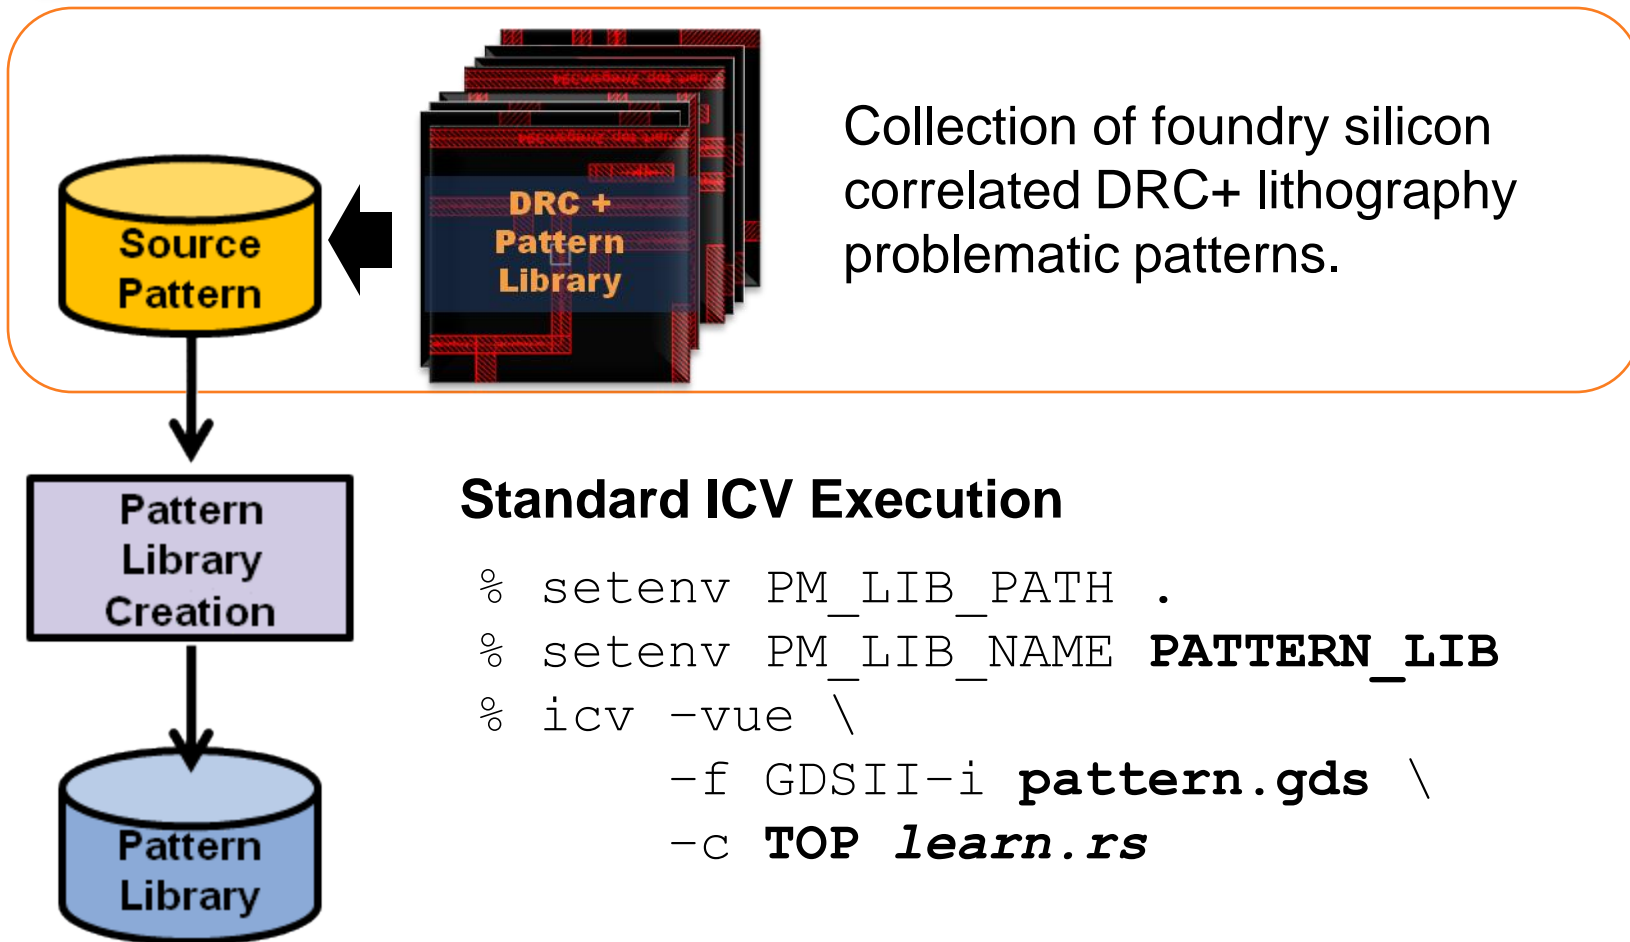 DRC +
Pattern
Library
Source
Pattern
Collection of foundry silicon
correlated DRC+ lithography
problematic patterns.
Pattern
Library
Creation
Standard ICV Execution
% setenv PM_LIB_PATH .
% setenv PM_LIB_NAME PATTERN_LIB
% icv -vue \
-f GDSII-i pattern.gds \
-c TOP learn.rs
Pattern
Library